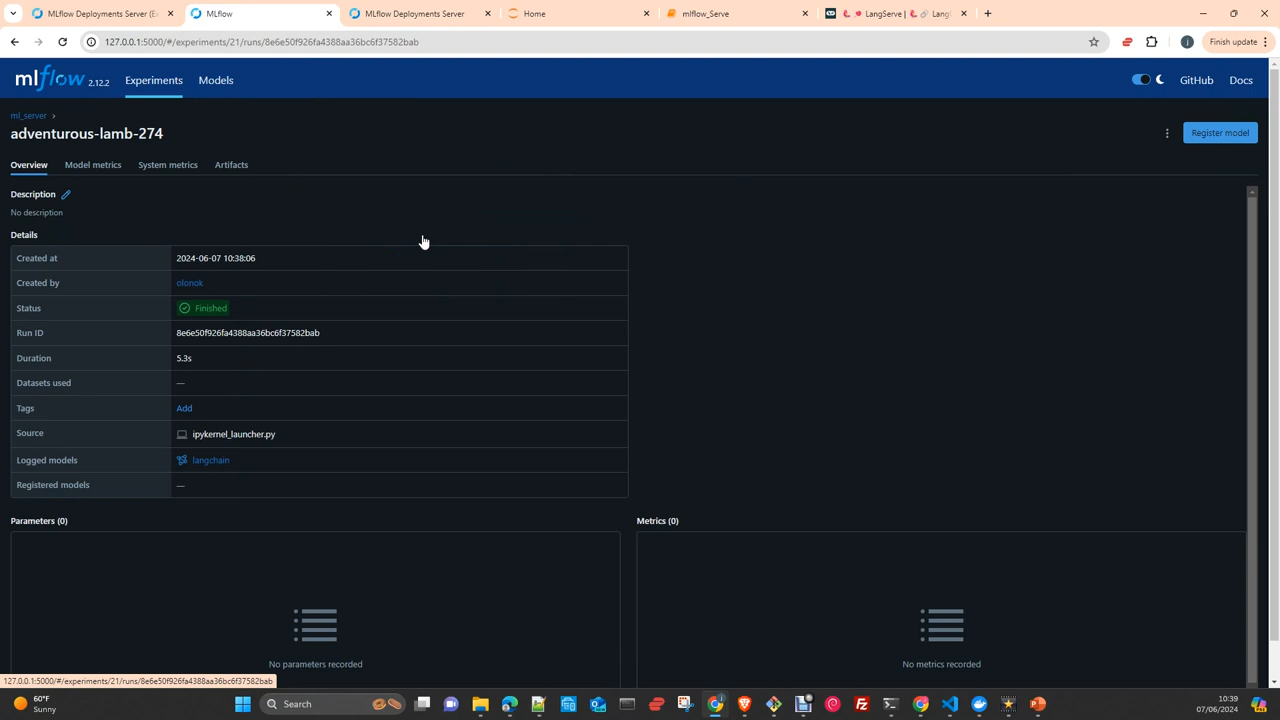 MLflow Deployments Server (Ex
MLflow
MLflow Deployments Server
Home
mlflow_Serve
LangServe | 🦜️🔗 Lang
127.0.0.1:5000/#/experiments/21/runs/8e6e50f926fa4388aa36bc6f37582bab
Finish update
mlflow 2.12.2
Experiments
Models
GitHub
Docs
ml_server
adventurous-lamb-274
Register model
Overview
Model metrics
System metrics
Artifacts
Description
No description
Details
Created at 2024-06-07 10:38:06
Created by olonok
Status Finished
Run ID 8e6e50f926fa4388aa36bc6f37582bab
Duration 5.3s
Datasets used —
Tags Add
Source ipykernel_launcher.py
Logged models langchain
Registered models —
Parameters (0)
Metrics (0)
No parameters recorded
No metrics recorded
127.0.0.1:5000/#/experiments/21/runs/8e6e50f926fa4388aa36bc6f37582bab
60°F
Sunny
Search
10:39
07/06/2024